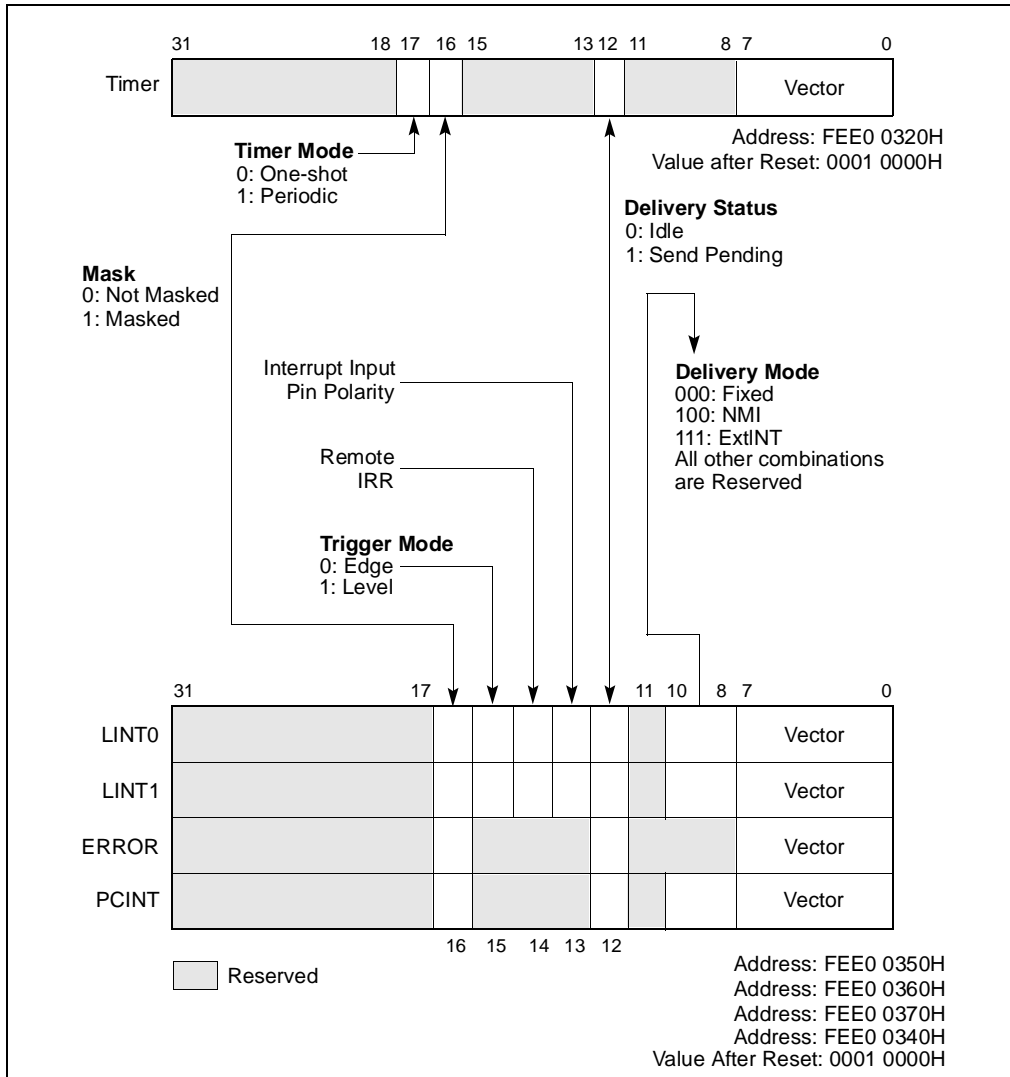 31 18 17 16 15 13 12 11 8 7 0
Timer Vector
Address: FEE0 0320H
Value after Reset: 0001 0000H
Timer Mode
0: One-shot
1: Periodic
Delivery Status
0: Idle
1: Send Pending
Mask
0: Not Masked
1: Masked
Interrupt Input
Pin Polarity
Delivery Mode
000: Fixed
100: NMI
111: ExtlNT
All other combinations
are Reserved
Remote
IRR
Trigger Mode
0: Edge
1: Level
31 17 11 10 8 7 0
LINT0 Vector
LINT1 Vector
ERROR Vector
PCINT Vector
16 15 14 13 12
Reserved
Address: FEE0 0350H
Address: FEE0 0360H
Address: FEE0 0370H
Address: FEE0 0340H
Value After Reset: 0001 0000H